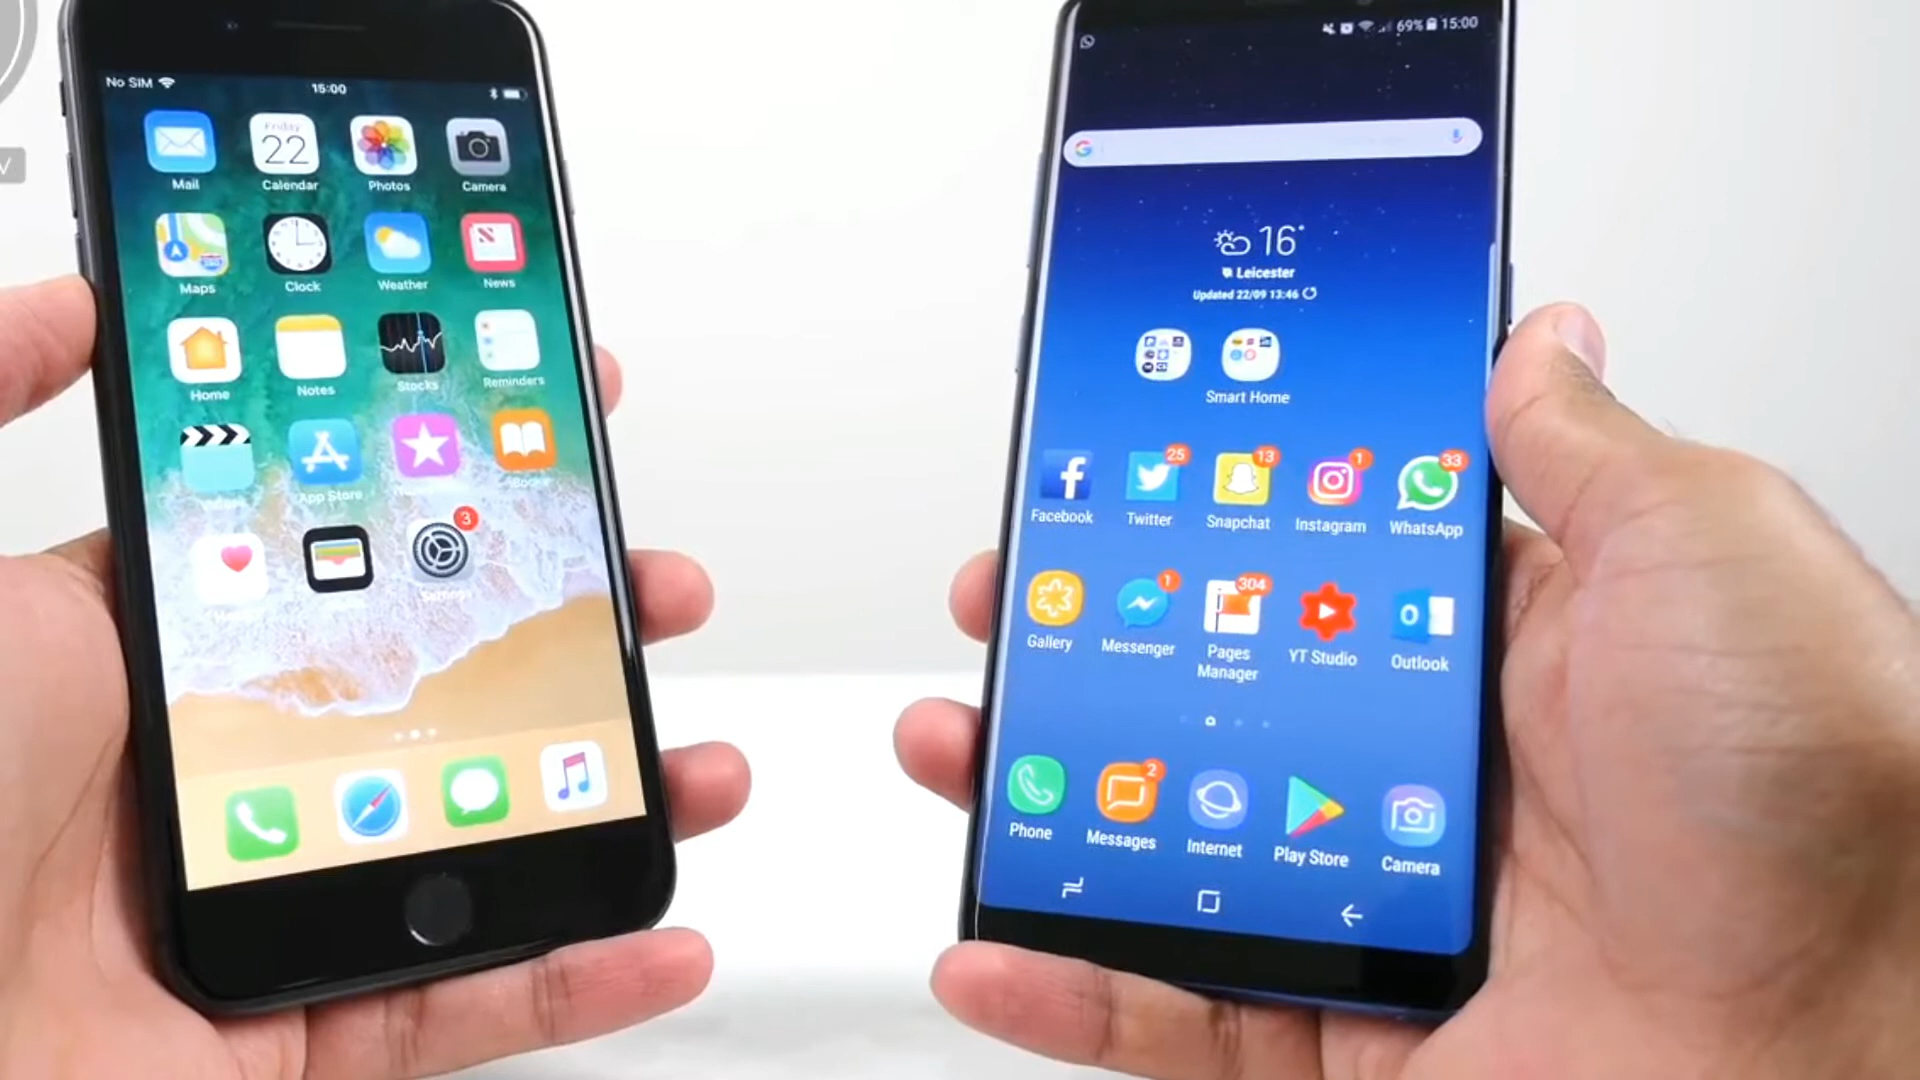 No SIM
15:00
Friday
22
Mail
Calendar
Photos
Camera
Maps
Clock
Weather
News
Home
Notes
Stocks
Reminders
App Store
iBooks
3
Settings
V
69% 15:00
G
16°
Leicester
Updated 22/09 13:46
Smart Home
25
13
1
33
Facebook
Twitter
Snapchat
Instagram
WhatsApp
1
304
Gallery
Messenger
Pages
Manager
YT Studio
Outlook
2
Phone
Messages
Internet
Play Store
Camera